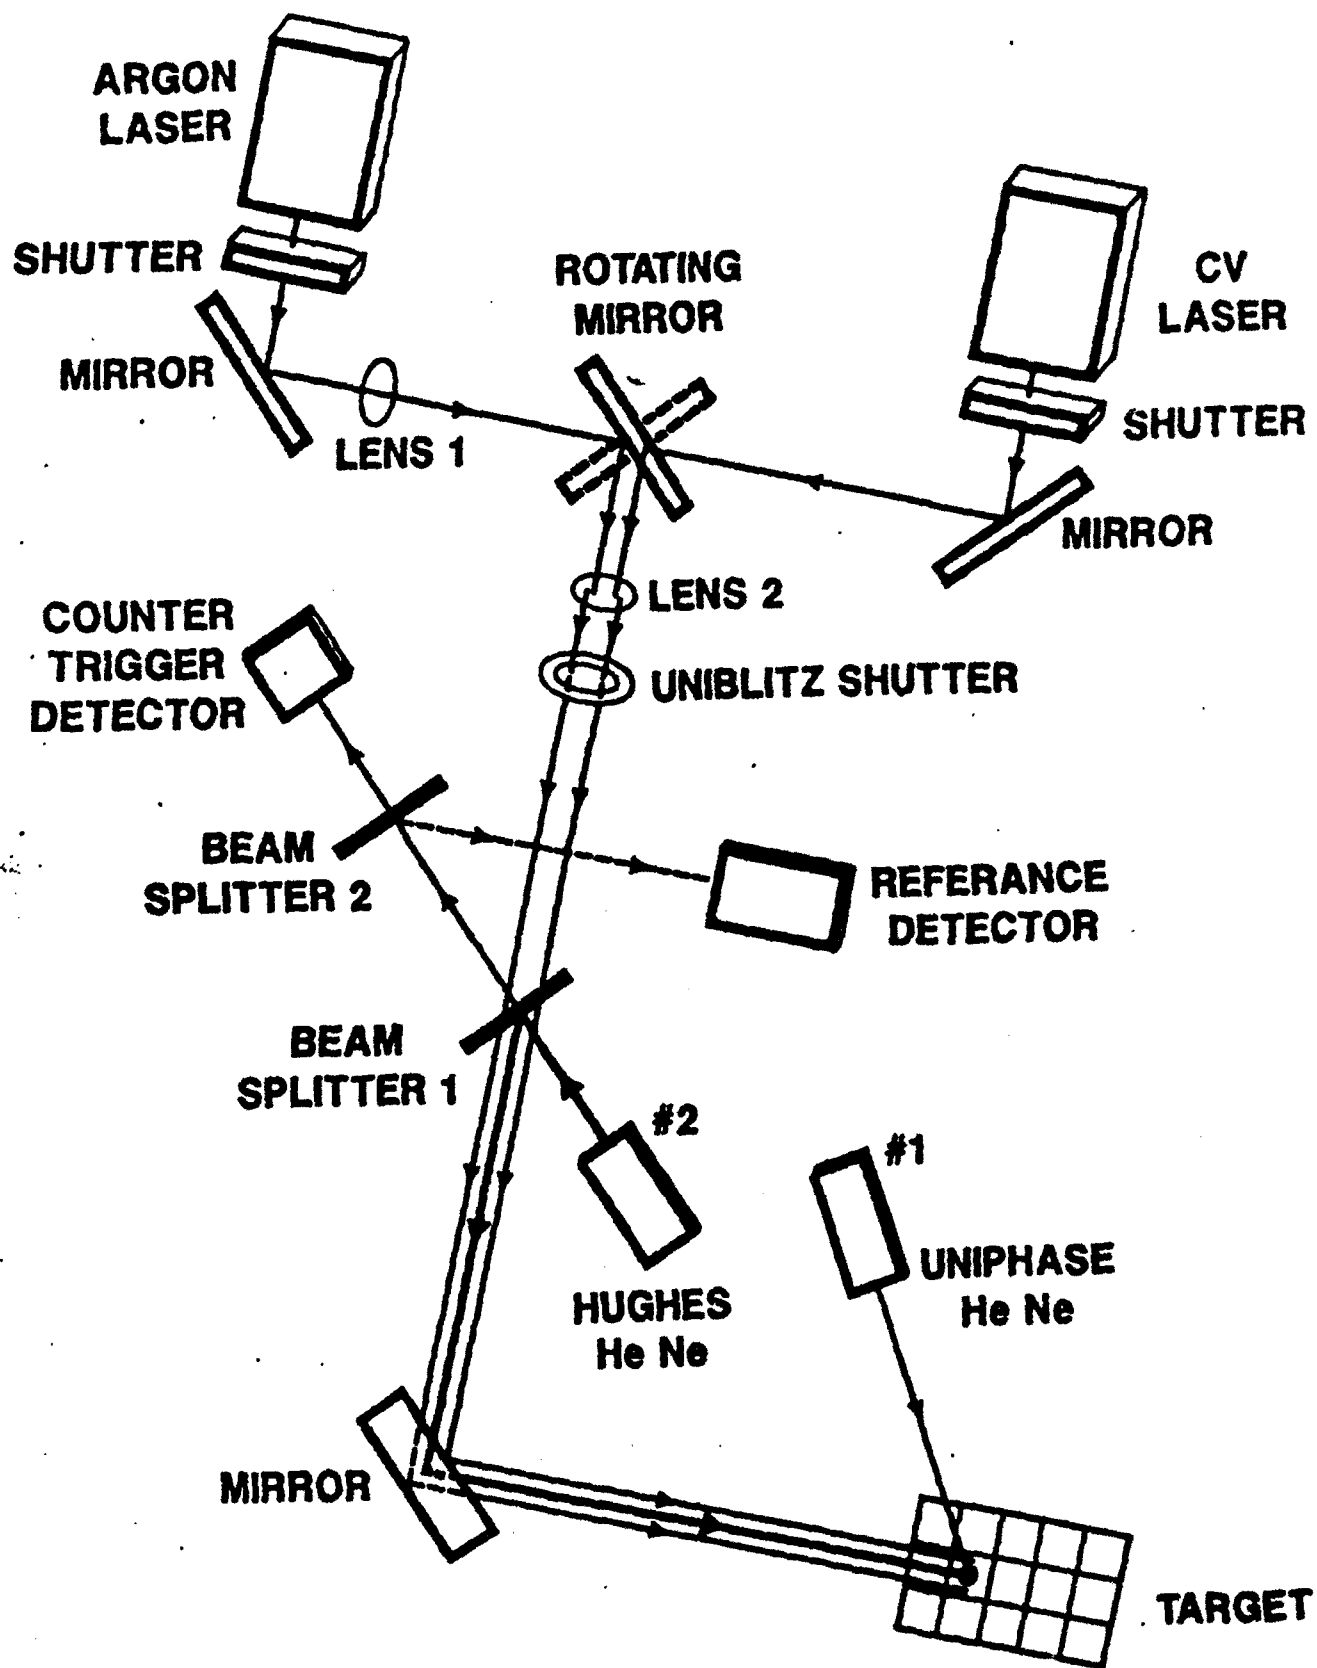 ARGON
LASER
SHUTTER
MIRROR
LENS 1
ROTATING
MIRROR
CV
LASER
SHUTTER
MIRROR
LENS 2
UNIBLITZ SHUTTER
COUNTER
TRIGGER
DETECTOR
BEAM
SPLITTER 2
REFERANCE
DETECTOR
BEAM
SPLITTER 1
#2
HUGHES
He Ne
#1
UNIPHASE
He Ne
MIRROR
TARGET